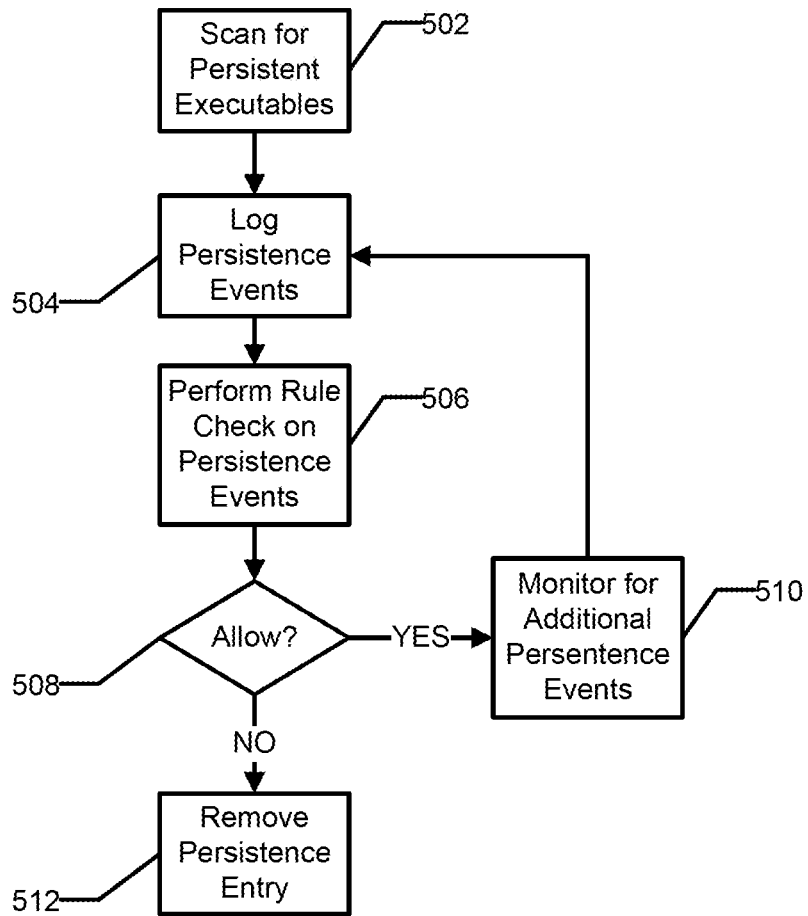 Scan for
Persistent
Executables
502
Log
Persistence
Events
504
Perform Rule
Check on
Persistence
Events
506
Allow?
508
YES
Monitor for
Additional
Persentence
Events
510
NO
Remove
Persistence
Entry
512